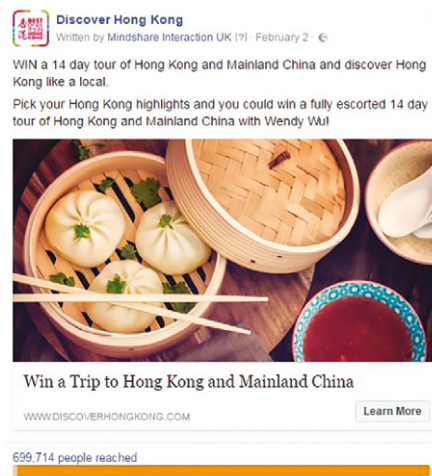 Discover Hong Kong
Written by Mindshare Interaction UK [?] · February 2 ·
WIN a 14 day tour of Hong Kong and Mainland China and discover Hong
Kong like a local.
Pick your Hong Kong highlights and you could win a fully escorted 14 day
tour of Hong Kong and Mainland China with Wendy Wu!
Win a Trip to Hong Kong and Mainland China
WWW.DISCOVERHONGKONG.COM
Learn More
699,714 people reached